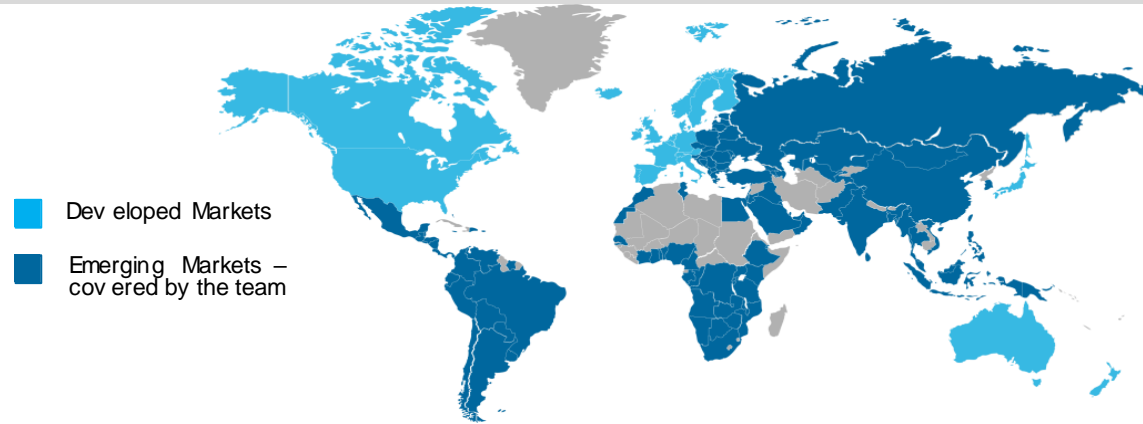 Dev eloped Markets
Emerging Markets –
cov ered by the team